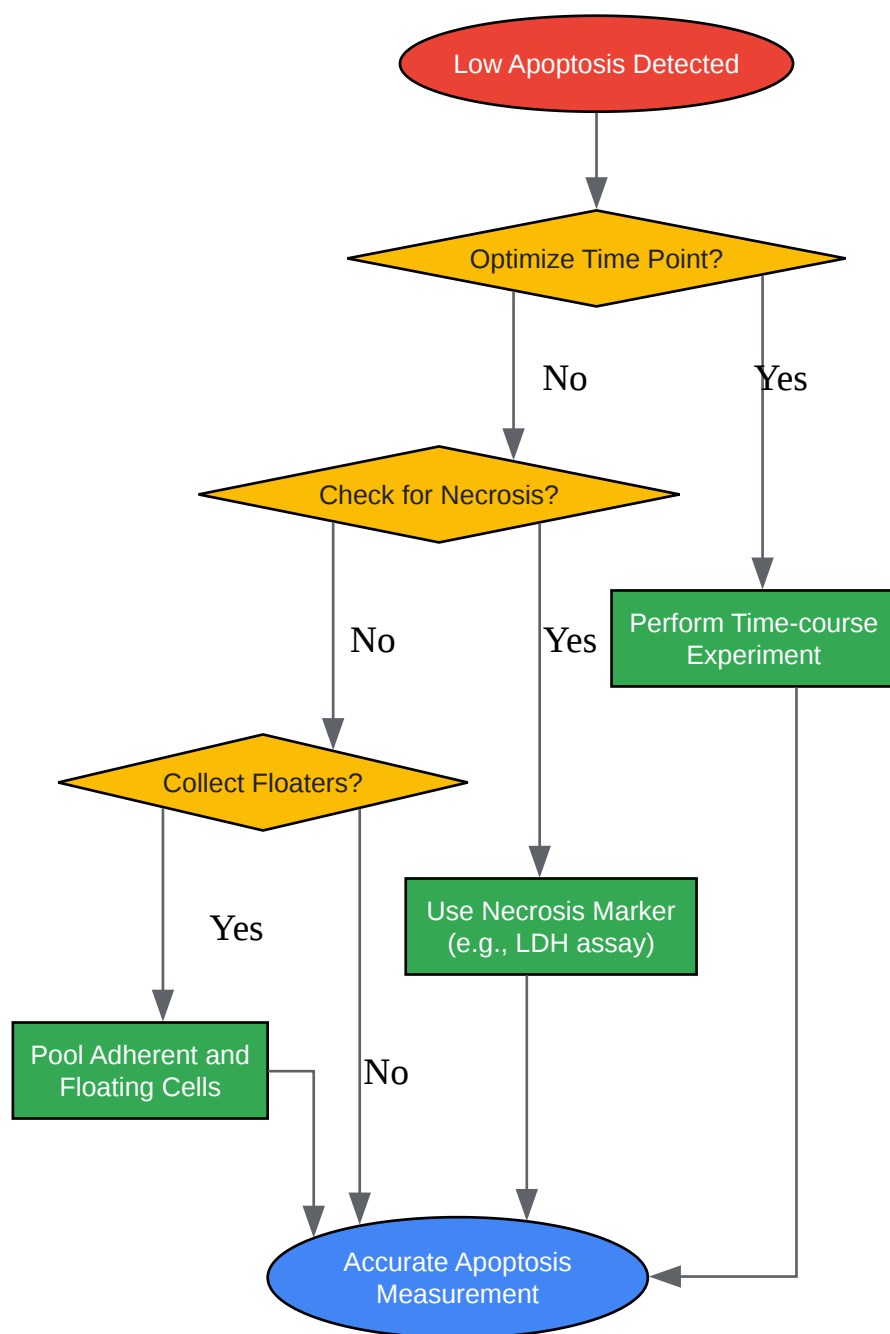 Low Apoptosis Detected
Optimize Time Point?
No
Yes
Check for Necrosis?
No
Yes
Perform Time-course
Experiment
Collect Floaters?
Yes
No
Use Necrosis Marker
(e.g., LDH assay)
Pool Adherent and
Floating Cells
Accurate Apoptosis
Measurement